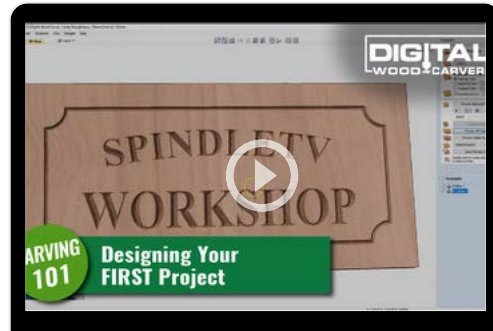 DIGITAL
WOOD CARVER
SPINDLETV
WORKSHOP
ARVING
101
Designing Your
FIRST Project